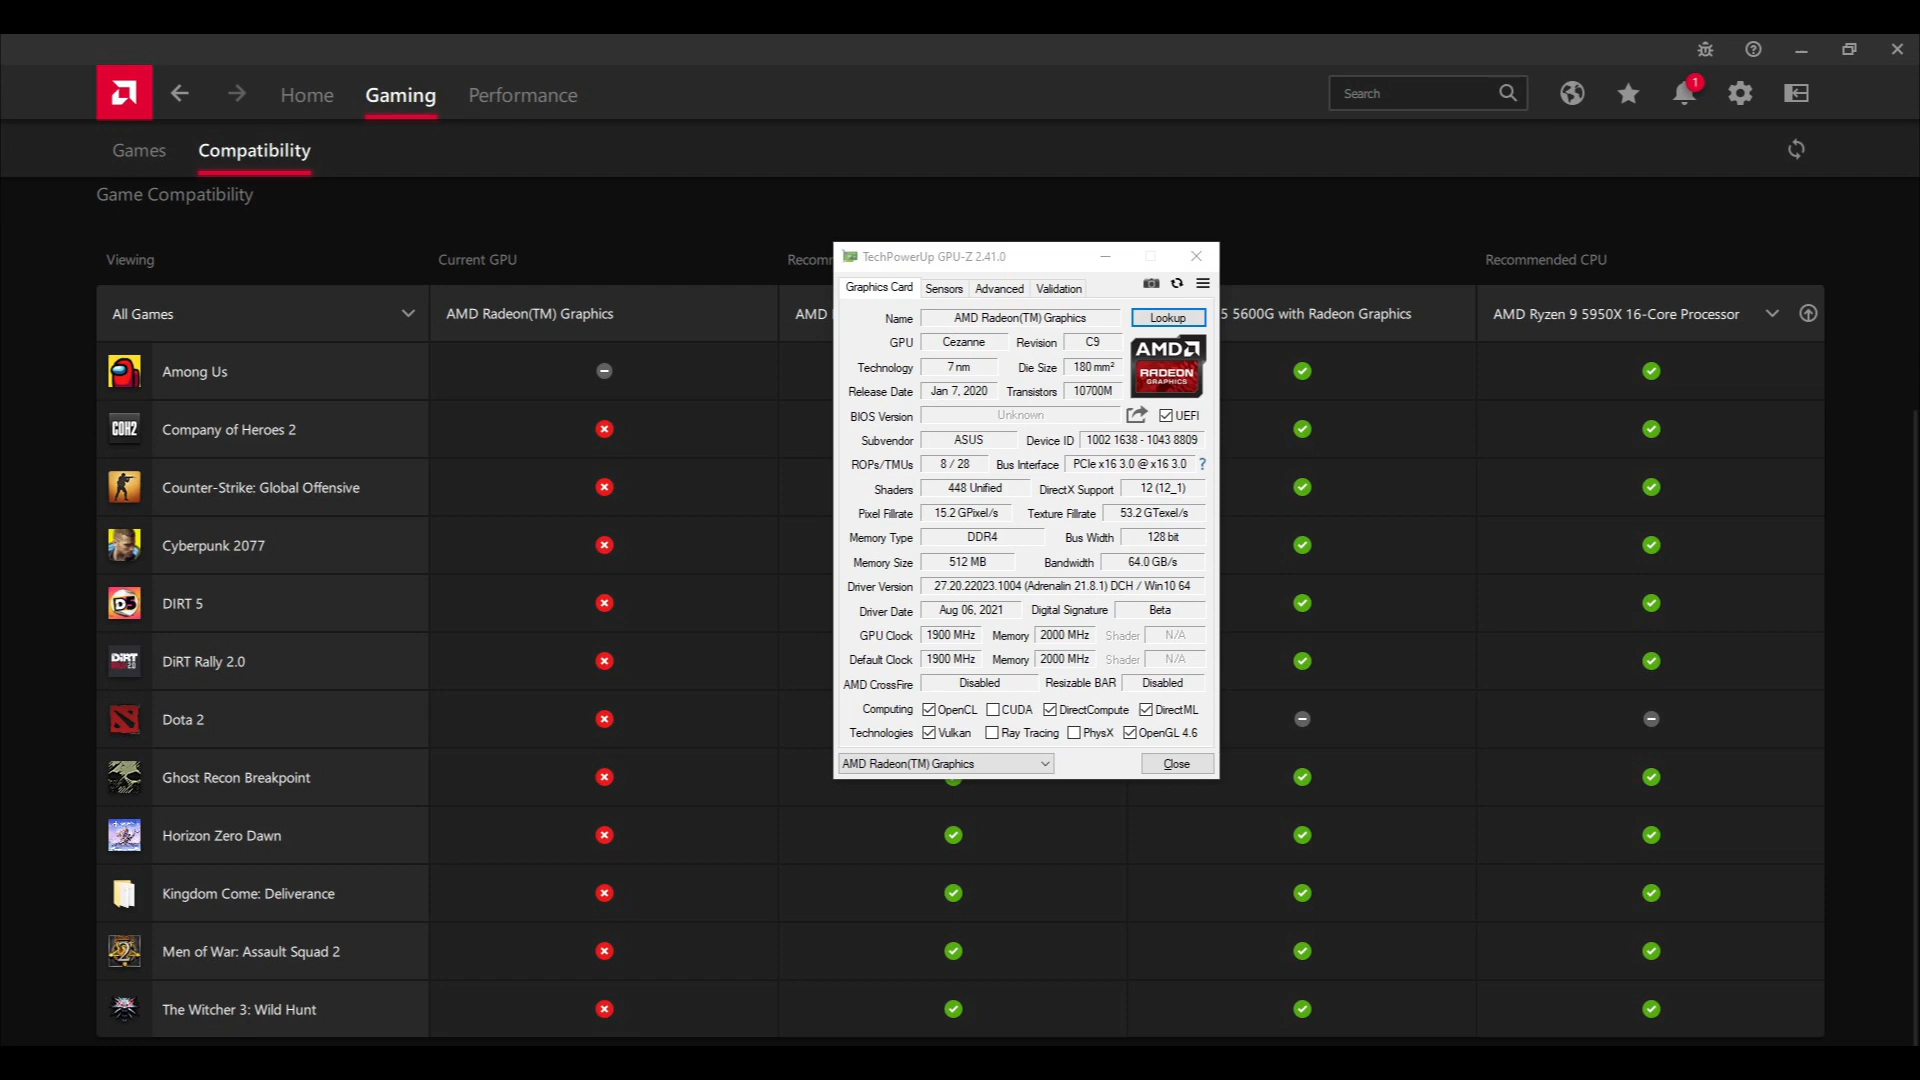 Home Gaming Performance
Search
1
Games Compatibility
Game Compatibility
Viewing Current GPU Recomm Recommended CPU
All Games AMD Radeon(TM) Graphics AMD 5 5600G with Radeon Graphics AMD Ryzen 9 5950X 16-Core Processor
Among Us
COH2 Company of Heroes 2
Counter-Strike: Global Offensive
Cyberpunk 2077
D5 DIRT 5
DiRT 2.0 DiRT Rally 2.0
Dota 2
Ghost Recon Breakpoint
Horizon Zero Dawn
Kingdom Come: Deliverance
2 Men of War: Assault Squad 2
The Witcher 3: Wild Hunt
TechPowerUp GPU-Z 2.41.0
Graphics Card Sensors Advanced Validation
Name AMD Radeon(TM) Graphics Lookup
GPU Cezanne Revision C9
AMD
RADEON
GRAPHICS
Technology 7 nm Die Size 180 mm²
Release Date Jan 7, 2020 Transistors 10700M
BIOS Version Unknown UEFI
Subvendor ASUS Device ID 1002 1638 - 1043 8809
ROPs/TMUs 8 / 28 Bus Interface PCIe x16 3.0 @ x16 3.0 ?
Shaders 448 Unified DirectX Support 12 (12_1)
Pixel Fillrate 15.2 GPixel/s Texture Fillrate 53.2 GTexel/s
Memory Type DDR4 Bus Width 128 bit
Memory Size 512 MB Bandwidth 64.0 GB/s
Driver Version 27.20.22023.1004 (Adrenalin 21.8.1) DCH / Win10 64
Driver Date Aug 06, 2021 Digital Signature Beta
GPU Clock 1900 MHz Memory 2000 MHz Shader N/A
Default Clock 1900 MHz Memory 2000 MHz Shader N/A
AMD CrossFire Disabled Resizable BAR Disabled
Computing OpenCL CUDA DirectCompute DirectML
Technologies Vulkan Ray Tracing PhysX OpenGL 4.6
AMD Radeon(TM) Graphics Close